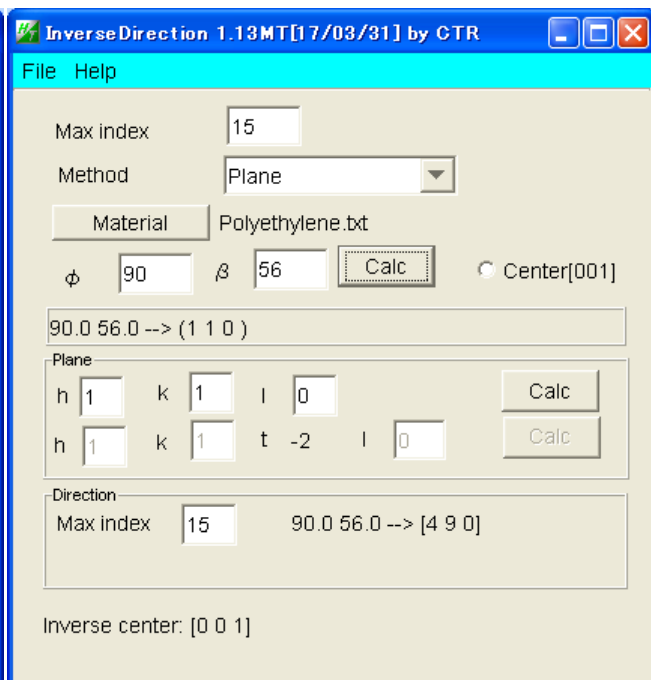 InverseDirection 1.13MT[17/03/31] by CTR
File Help
Max index 15
Method Plane
Material Polyethylene.txt
ϕ 90 β 56 Calc Center[001]
90.0 56.0 --> (1 1 0 )
Plane
h 1 k 1 l 0 Calc
h 1 k 1 t -2 l 0 Calc
Direction
Max index 15 90.0 56.0 --> [4 9 0]
Inverse center: [0 0 1]